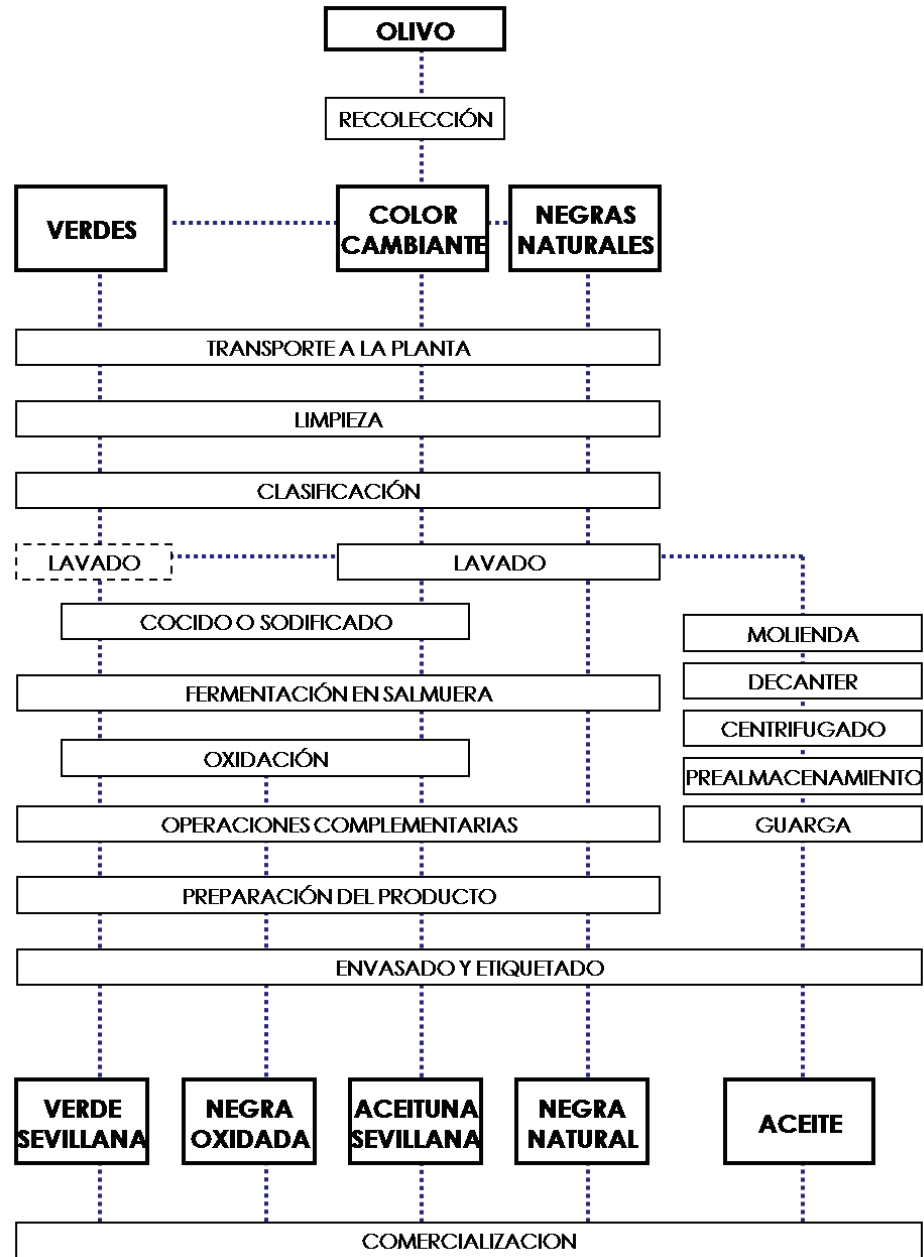 OLIVO
RECOLECCIÓN
VERDES
COLOR
CAMBIANTE
NEGRAS
NATURALES
TRANSPORTE A LA PLANTA
LIMPIEZA
CLASIFICACIÓN
LAVADO
LAVADO
COCIDO O SODIFICADO
MOLIENDA
FERMENTACIÓN EN SALMUERA
DECANTER
CENTRIFUGADO
OXIDACIÓN
PREALMACENAMIENTO
OPERACIONES COMPLEMENTARIAS
GUARGA
PREPARACIÓN DEL PRODUCTO
ENVASADO Y ETIQUETADO
VERDE
SEVILLANA
NEGRA
OXIDADA
ACEITUNA
SEVILLANA
NEGRA
NATURAL
ACEITE
COMERCIALIZACION